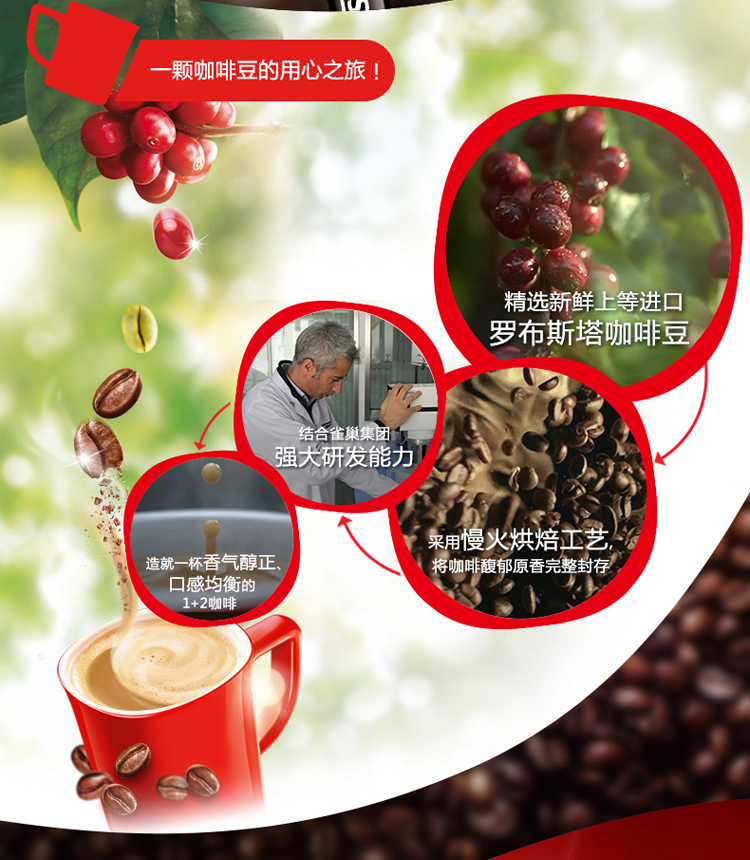 一颗咖啡豆的用心之旅！
精选新鲜上等进口
罗布斯塔咖啡豆
采用慢火烘焙工艺,
将咖啡馥郁原香完整封存
结合雀巢集团
强大研发能力
造就一杯香气醇正、
口感均衡的
1+2咖啡